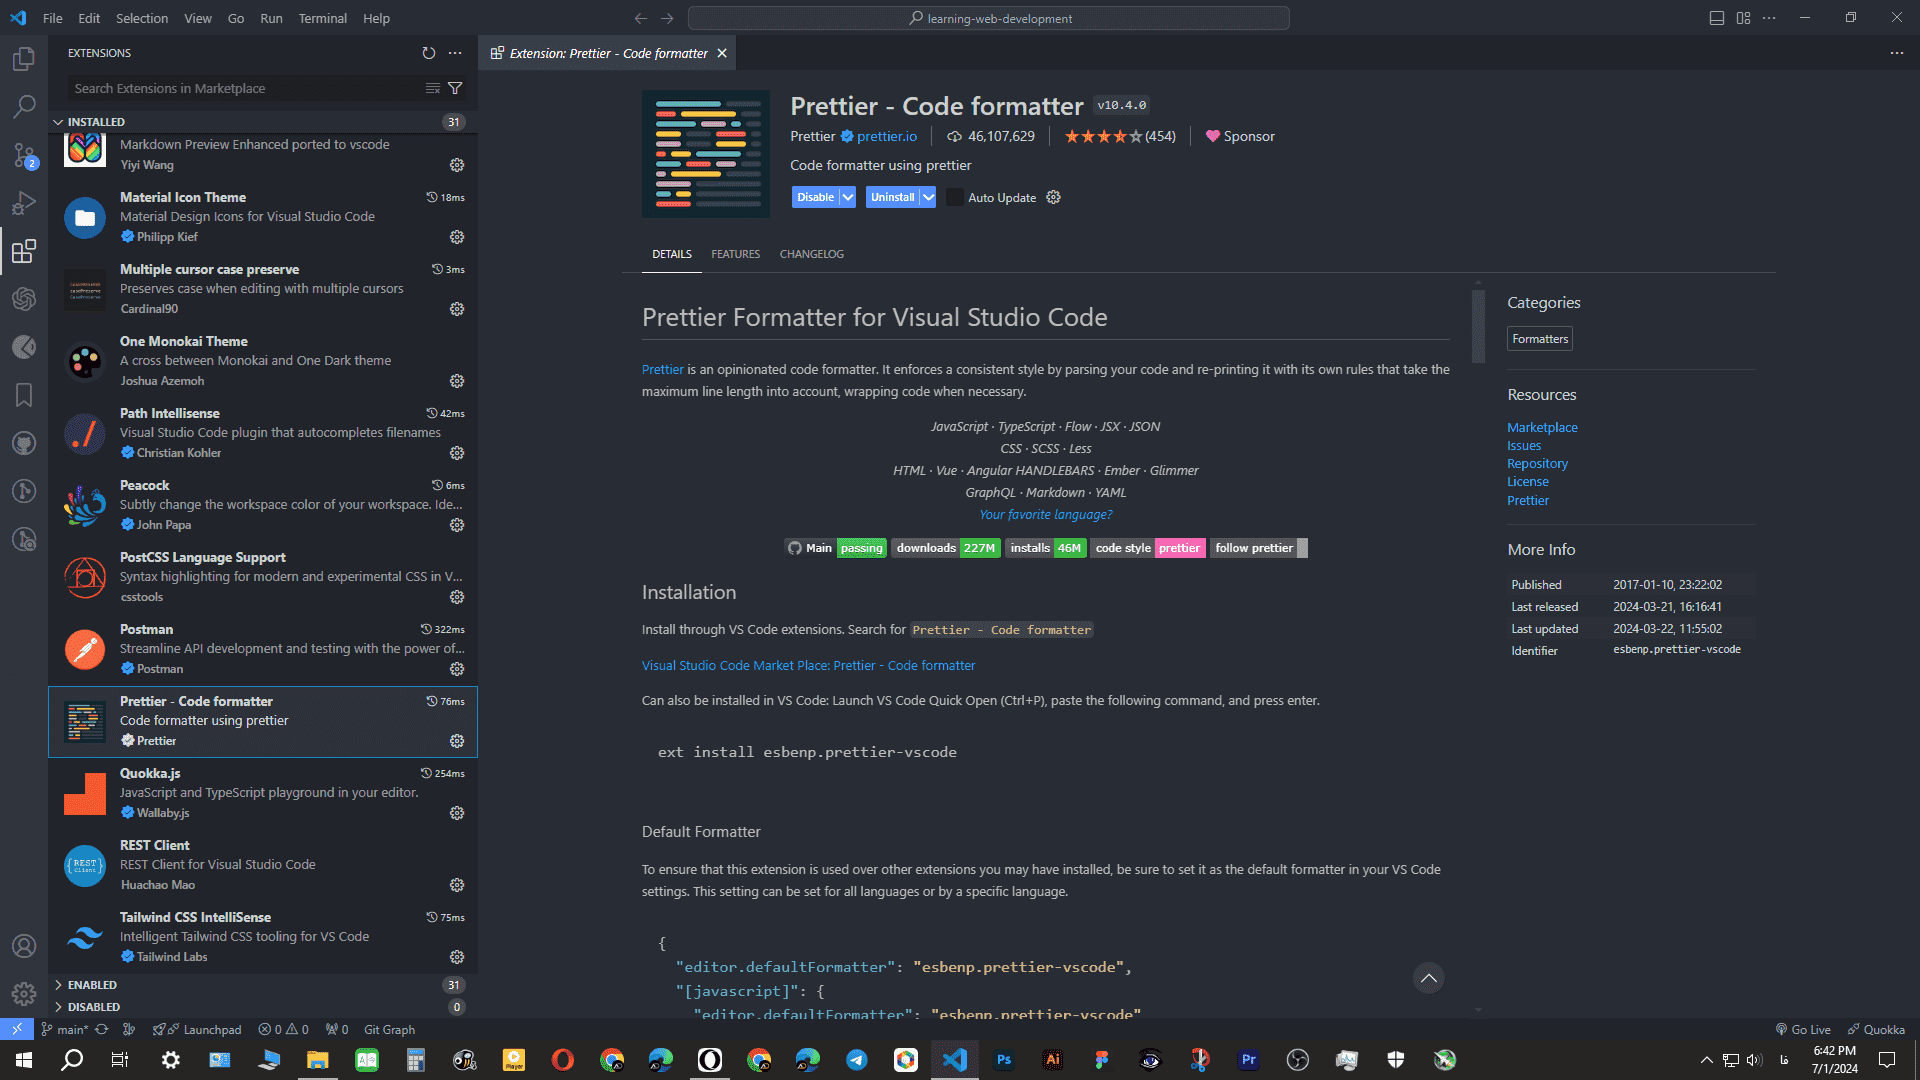 File Edit Selection View Go Run Terminal Help
learning-web-development
EXTENSIONS
Search Extensions in Marketplace
INSTALLED 31
Markdown Preview Enhanced ported to vscode
Yiyi Wang
Material Icon Theme 18ms
Material Design Icons for Visual Studio Code
Philipp Kief
Multiple cursor case preserve 3ms
Preserves case when editing with multiple cursors
Cardinal90
One Monokai Theme
A cross between Monokai and One Dark theme
Joshua Azemoh
Path Intellisense 42ms
Visual Studio Code plugin that autocompletes filenames
Christian Kohler
Peacock 6ms
Subtly change the workspace color of your workspace. Ide...
John Papa
PostCSS Language Support
Syntax highlighting for modern and experimental CSS in V...
csstools
Postman 322ms
Streamline API development and testing with the power of...
Postman
Prettier - Code formatter 76ms
Code formatter using prettier
Prettier
Quokka.js 254ms
JavaScript and TypeScript playground in your editor.
Wallaby.js
{REST}
Client
REST Client
REST Client for Visual Studio Code
Huachao Mao
Tailwind CSS IntelliSense 75ms
Intelligent Tailwind CSS tooling for VS Code
Tailwind Labs
ENABLED 31
DISABLED 0
2
Extension: Prettier - Code formatter
Prettier - Code formatter v10.4.0
Prettier prettier.io 46,107,629 (454) Sponsor
Code formatter using prettier
Disable Uninstall Auto Update
DETAILS FEATURES CHANGELOG
Prettier Formatter for Visual Studio Code
Prettier is an opinionated code formatter. It enforces a consistent style by parsing your code and re-printing it with its own rules that take the
maximum line length into account, wrapping code when necessary.
JavaScript · TypeScript · Flow · JSX · JSON
CSS · SCSS · Less
HTML · Vue · Angular HANDLEBARS · Ember · Glimmer
GraphQL · Markdown · YAML
Your favorite language?
Main passing downloads 227M installs 46M code style prettier follow prettier
Installation
Install through VS Code extensions. Search for Prettier - Code formatter
Visual Studio Code Market Place: Prettier - Code formatter
Can also be installed in VS Code: Launch VS Code Quick Open (Ctrl+P), paste the following command, and press enter.
ext install esbenp.prettier-vscode
Default Formatter
To ensure that this extension is used over other extensions you may have installed, be sure to set it as the default formatter in your VS Code
settings. This setting can be set for all languages or by a specific language.
{
"editor.defaultFormatter": "esbenp.prettier-vscode",
"[javascript]": {
"editor.defaultFormatter": "esbenp.prettier-vscode"
Categories
Formatters
Resources
Marketplace
Issues
Repository
License
Prettier
More Info
Published 2017-01-10, 23:22:02
Last released 2024-03-21, 16:16:41
Last updated 2024-03-22, 11:55:02
Identifier esbenp.prettier-vscode
main* Launchpad 0 0 0 Git Graph Go Live Quokka
Player Ps Ai Pr فا
6:42 PM
7/1/2024